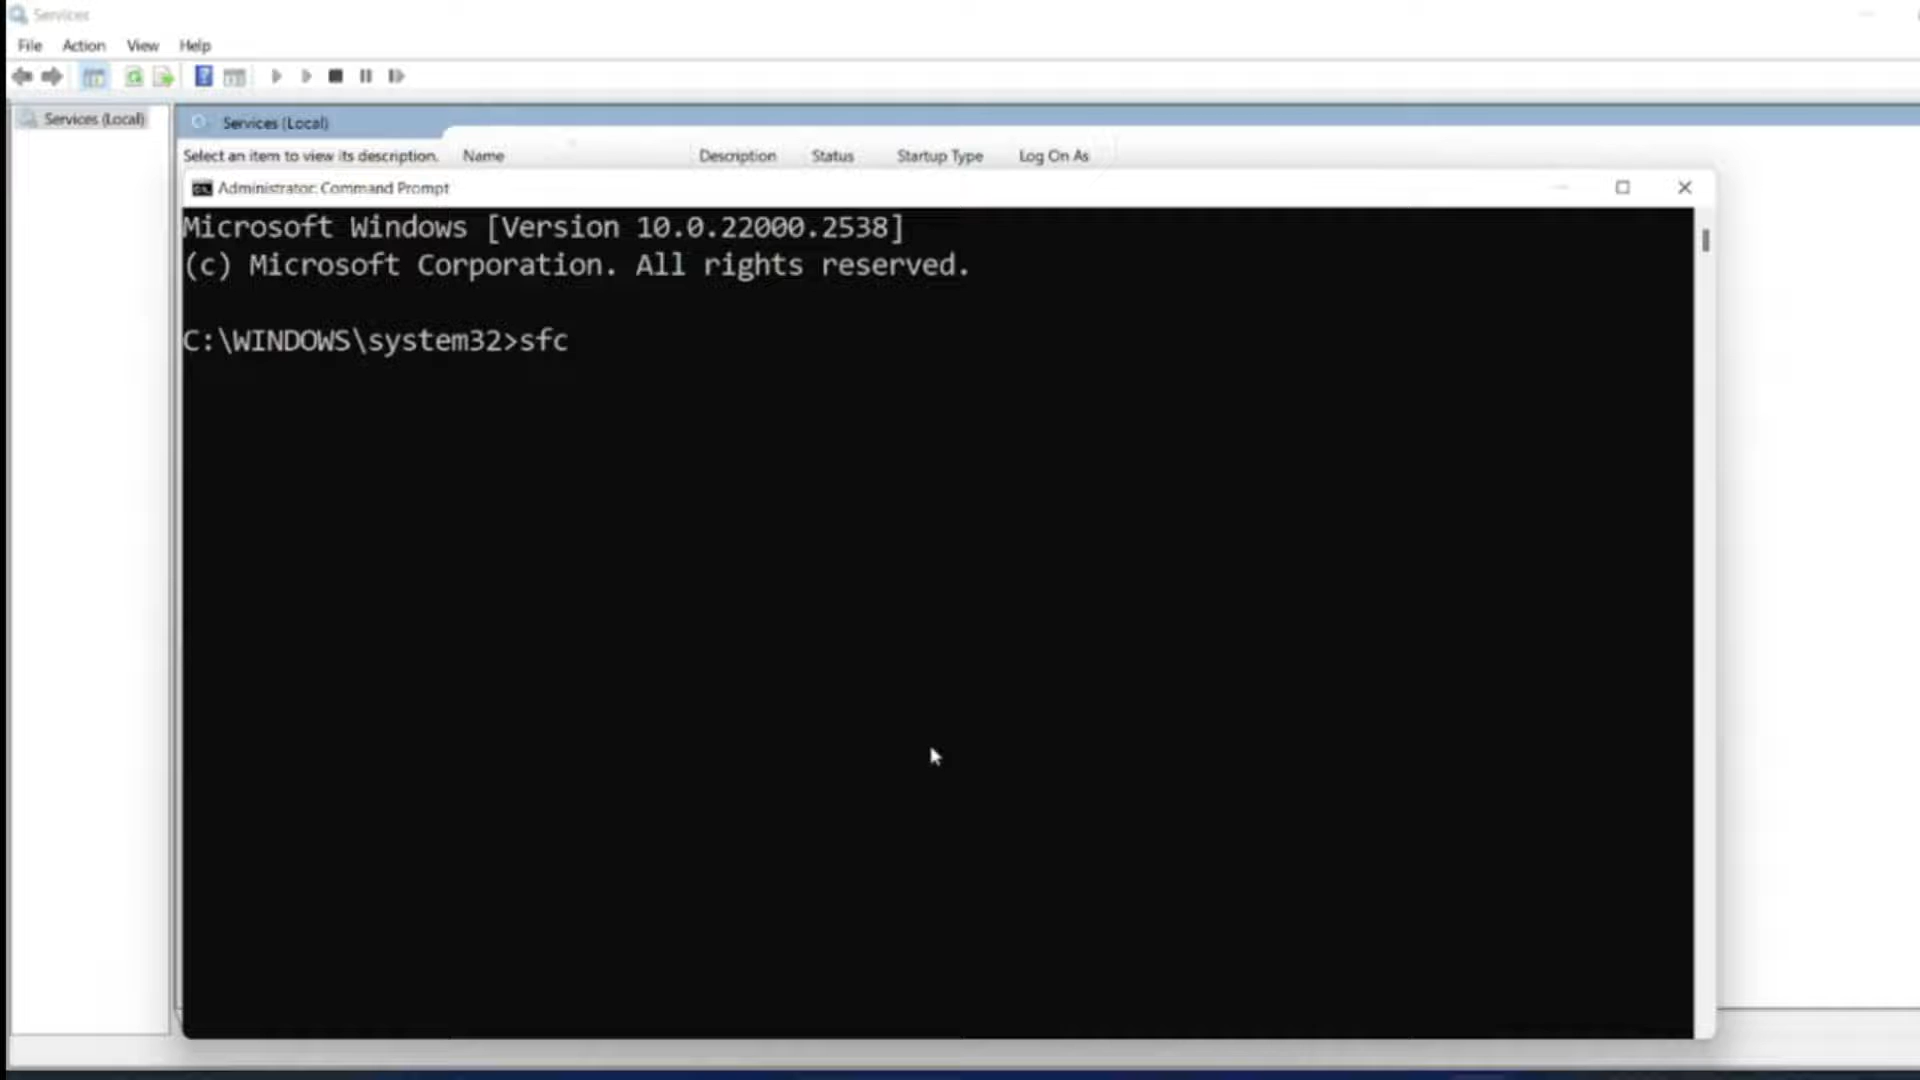 Services
File Action View Help
Services (Local)
Services (Local)
Select an item to view its description. Name Description Status Startup Type Log On As
Administrator: Command Prompt
Microsoft Windows [Version 10.0.22000.2538]
(c) Microsoft Corporation. All rights reserved.
C:\WINDOWS\system32>sfc